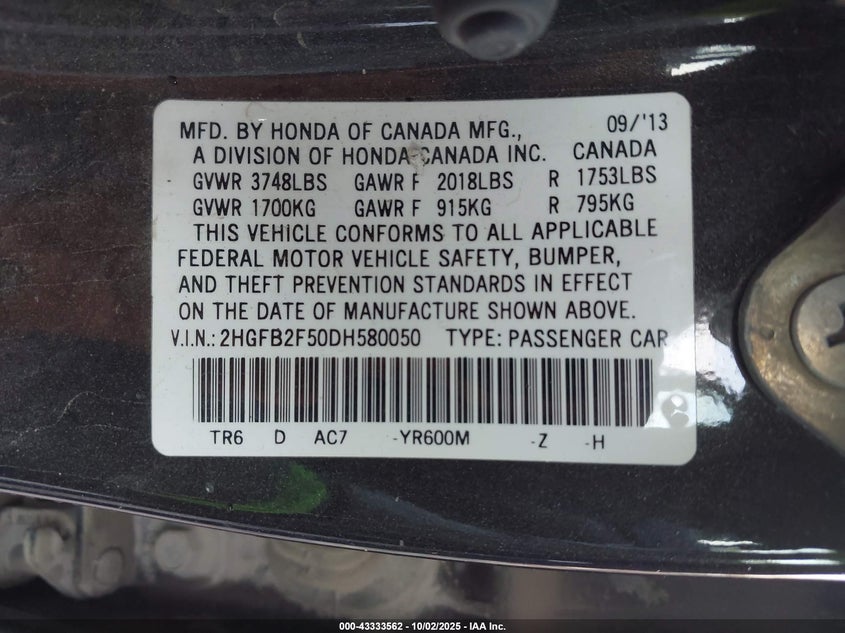 MFD. BY HONDA OF CANADA MFG., 09/'13
A DIVISION OF HONDA CANADA INC. CANADA
GVWR 3748LBS GAWR F 2018LBS R 1753LBS
GVWR 1700KG GAWR F 915KG R 795KG
THIS VEHICLE CONFORMS TO ALL APPLICABLE
FEDERAL MOTOR VEHICLE SAFETY, BUMPER,
AND THEFT PREVENTION STANDARDS IN EFFECT
ON THE DATE OF MANUFACTURE SHOWN ABOVE.
V.I.N.: 2HGFB2F50DH580050 TYPE: PASSENGER CAR
TR6 D AC7 -YR600M -Z -H
000-43333562 - 10/02/2025 - IAA Inc.